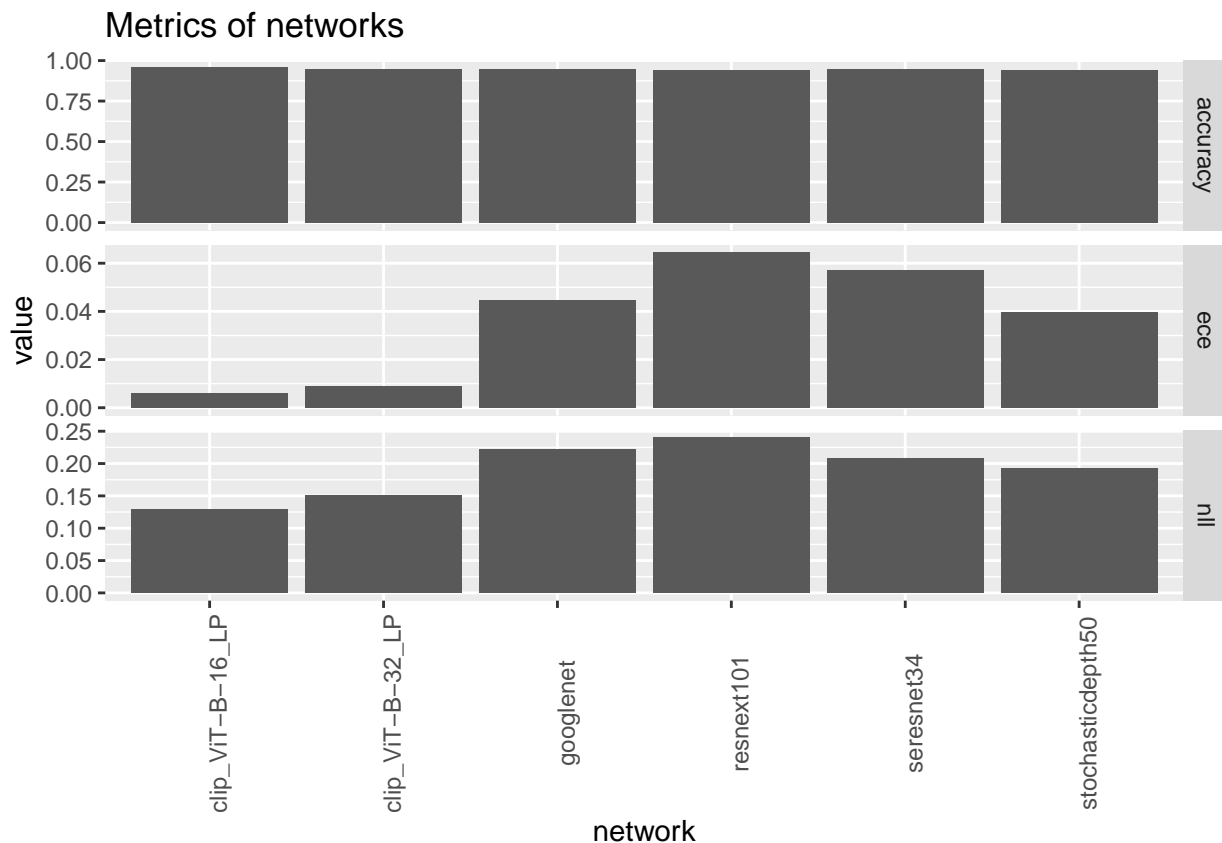 Metrics of networks
1.00
0.75
0.50
0.25
0.00
accuracy
0.06
0.04
0.02
0.00
ece
0.25
0.20
0.15
0.10
0.05
0.00
nll
value
clip_ViT−B−16_LP
clip_ViT−B−32_LP
googlenet
resnext101
seresnet34
stochasticdepth50
network